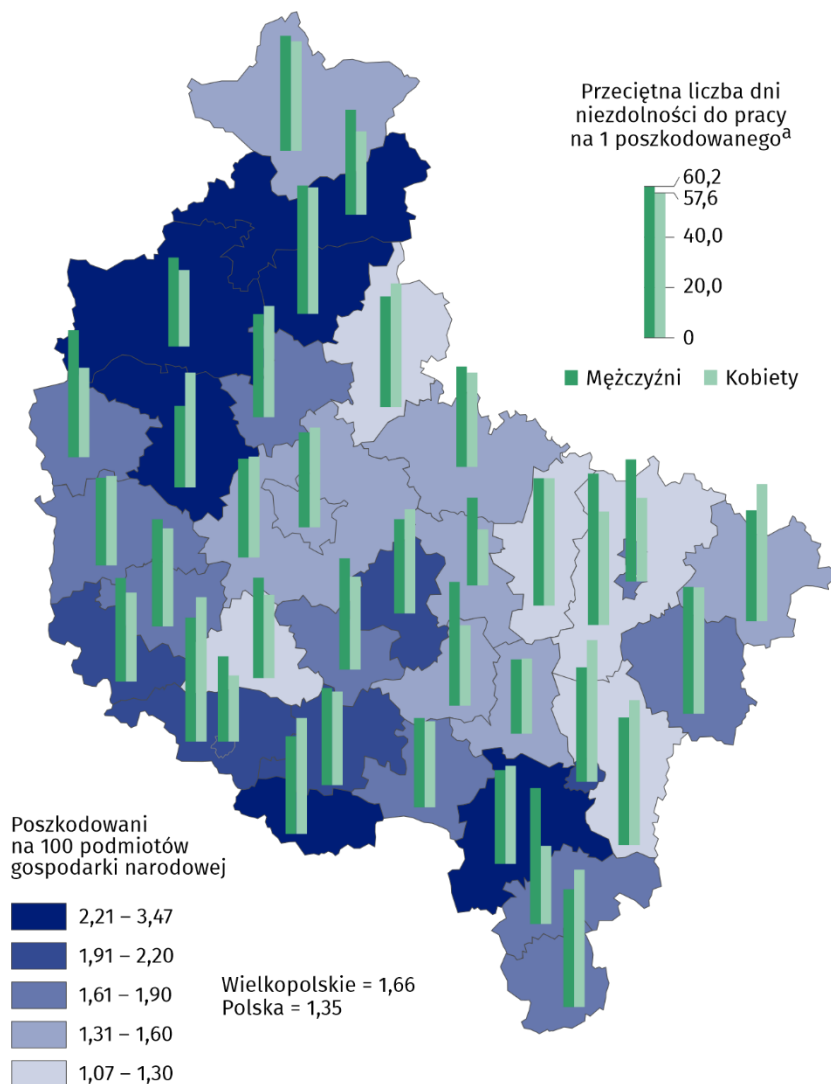 Przeciętna liczba dni
niezdolności do pracy
na 1 poszkodowanegoᵃ
60,2
57,6
40,0
20,0
0
Mężczyźni Kobiety
Poszkodowani
na 100 podmiotów
gospodarki narodowej
2,21 – 3,47
1,91 – 2,20
1,61 – 1,90
1,31 – 1,60
1,07 – 1,30
Wielkopolskie = 1,66
Polska = 1,35